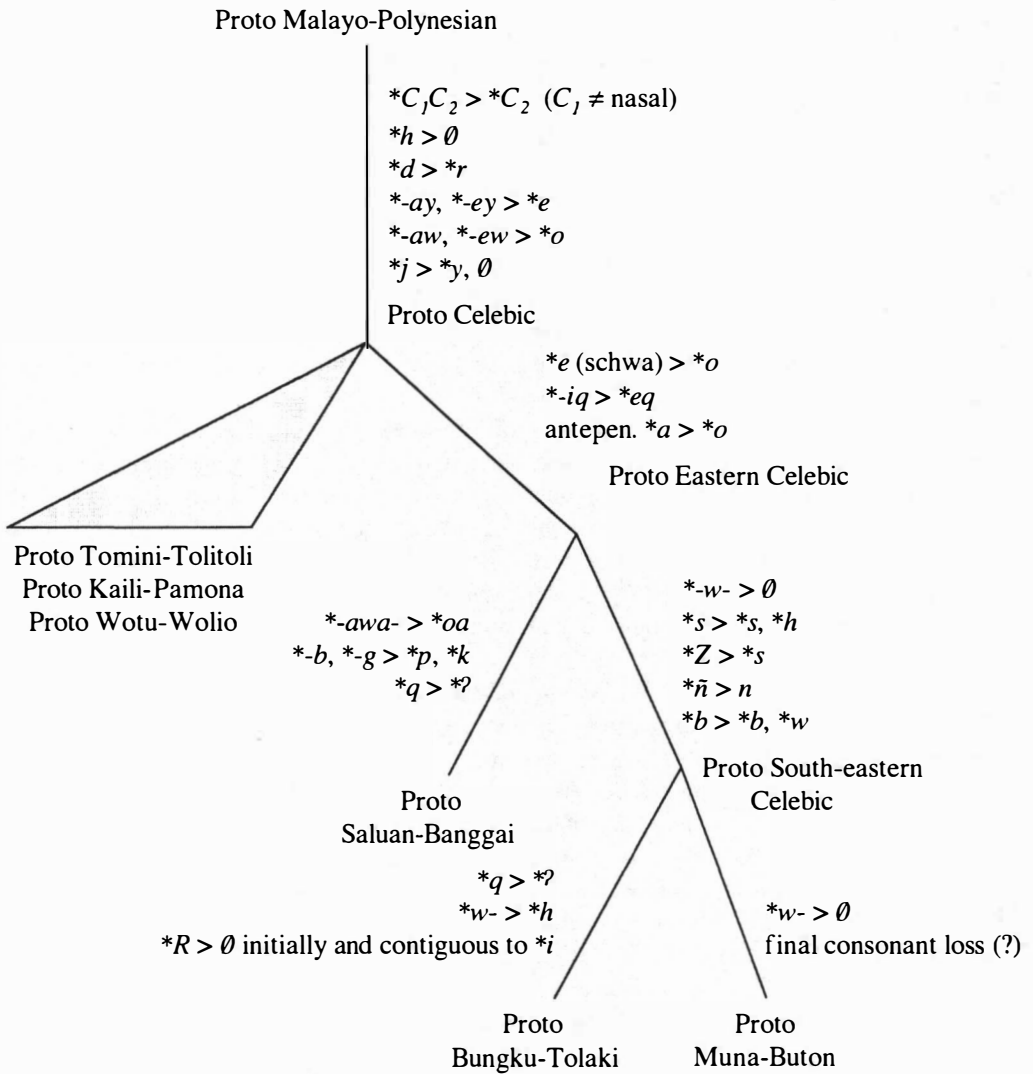 Proto Malayo-Polynesian
*C₁C₂ > *C₂ (C₁ ≠ nasal)
*h > Ø
*d > *r
*-ay, *-ey > *e
*-aw, *-ew > *o
*j > *y, Ø
Proto Celebic
*e (schwa) > *o
*-iq > *eq
antepen. *a > *o
Proto Eastern Celebic
Proto Tomini-Tolitoli
Proto Kaili-Pamona
Proto Wotu-Wolio
*-awa- > *oa
*-b, *-g > *p, *k
*q > *?
*-w- > Ø
*s > *s, *h
*Z > *s
*ñ > n
*b > *b, *w
Proto South-eastern
Celebic
Proto
Saluan-Banggai
*q > *?
*w- > *h
*R > Ø initially and contiguous to *i
*w- > Ø
final consonant loss (?)
Proto
Bungku-Tolaki
Proto
Muna-Buton